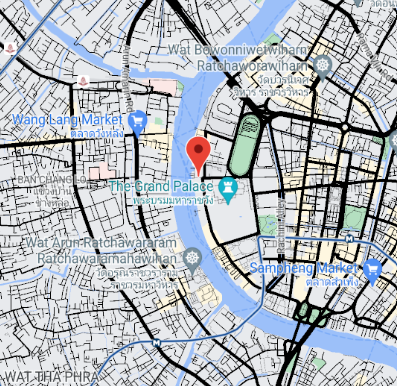 Wat Bowonniwetwiharn
Ratchaworawiharn
วัดบวรนิเวศ
วิหาร ราชวรวิหาร
Wang Lang Market
ตลาดวังหลัง
BAN CHANG LO
แขวงบ้าน
ช่างหล่อ
The Grand Palace
พระบรมมหาราชวัง
Wat Arun Ratchawararam
Ratchawaramahawihan
วัดอรุณราชวราราม
ราชวรมหาวิหาร
Sampheng Market
ตลาดสำเพ็ง
WAT THA PHRA